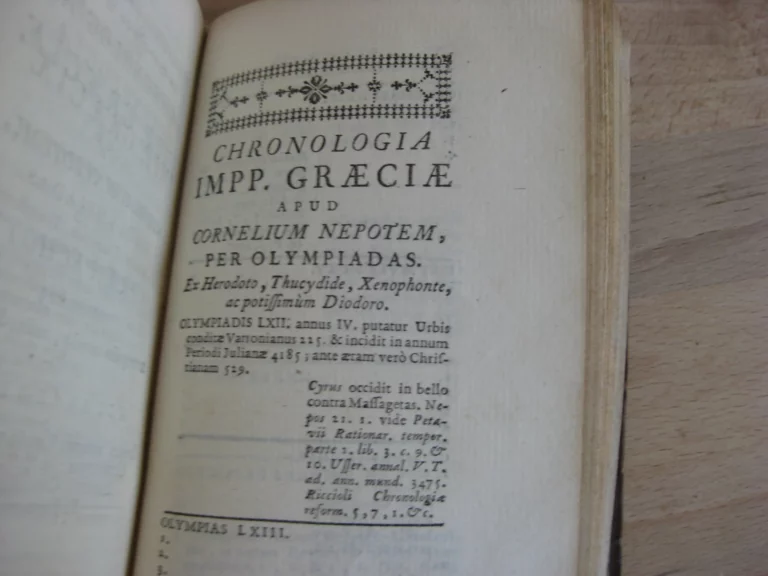 CHRONOLOGIA
IMPP. GRÆCIÆ
APUD
CORNELIUM NEPOTEM,
PER OLYMPIADAS.
Ex Herodoto, Thucydide, Xenophonte,
ac potiſſimùm Diodoro.
OLYMPIADIS LXII. annus IV. putatur Urbis
conditæ Varronianus 225. & incidit in annum
Periodi Julianæ 4185; ante æram verò Chriſ-
tianam 529.
Cyrus occidit in bello
contra Maſſagetas. Ne-
pos 21. 1. vide Peta-
vii Rationar. temper.
parte 2. lib. 3. c. 9. &
10. Uſſer. annal. V. T.
ad. ann. mund. 3475.
Riccioli Chronologiæ
reform. 5, 7, 1. &c.
OLYMPIAS LXIII.
1.
2.
3.